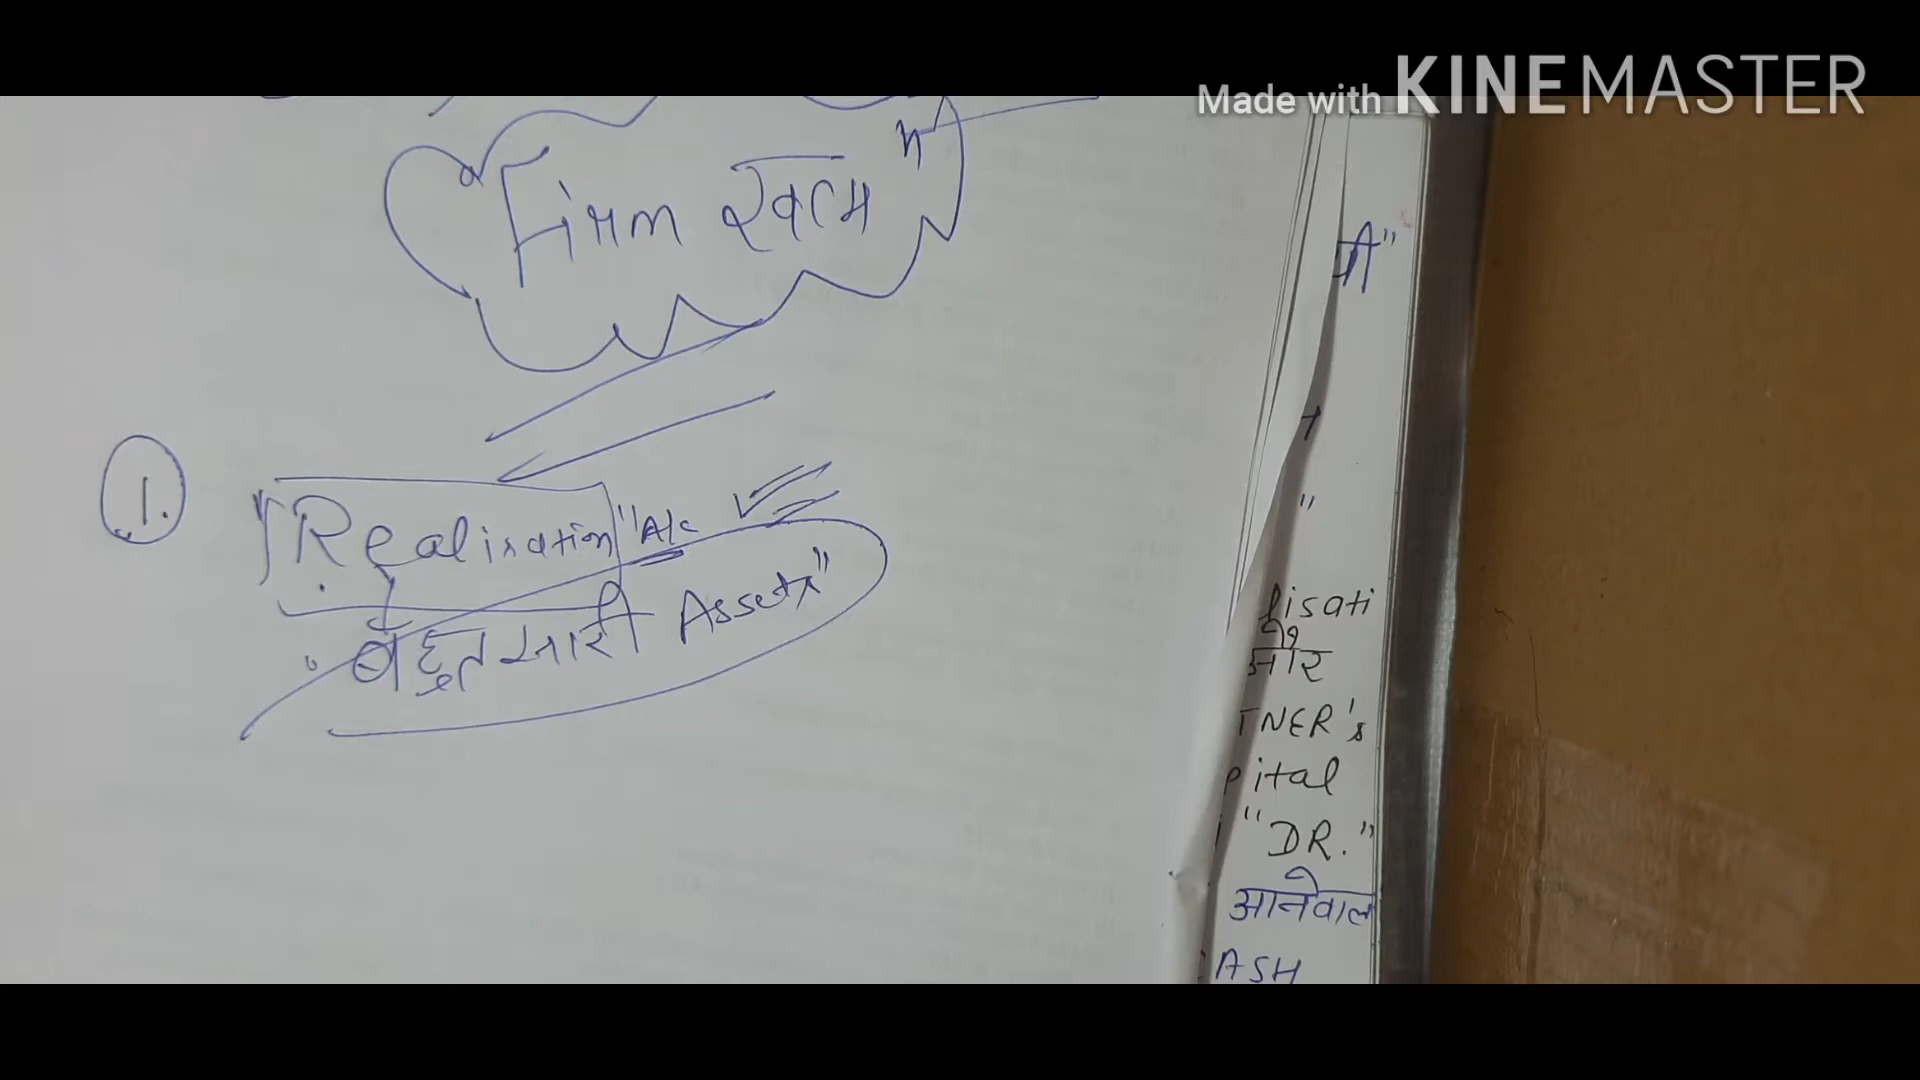 Made with KINEMASTER
"Firm खत्म"
1.
"Realisation" A/c
बहुत सारी Assets"
lisati
और
TNER's
pital
"DR."
आनेवाल
ASH